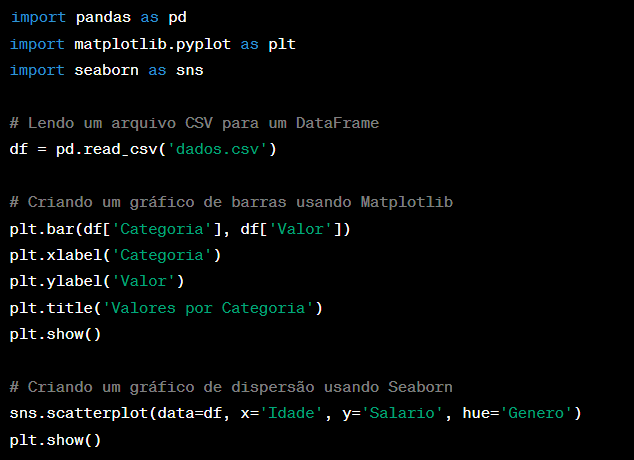 import pandas as pd
import matplotlib.pyplot as plt
import seaborn as sns
# Lendo um arquivo CSV para um DataFrame
df = pd.read_csv('dados.csv')
# Criando um gráfico de barras usando Matplotlib
plt.bar(df['Categoria'], df['Valor'])
plt.xlabel('Categoria')
plt.ylabel('Valor')
plt.title('Valores por Categoria')
plt.show()
# Criando um gráfico de dispersão usando Seaborn
sns.scatterplot(data=df, x='Idade', y='Salario', hue='Genero')
plt.show()